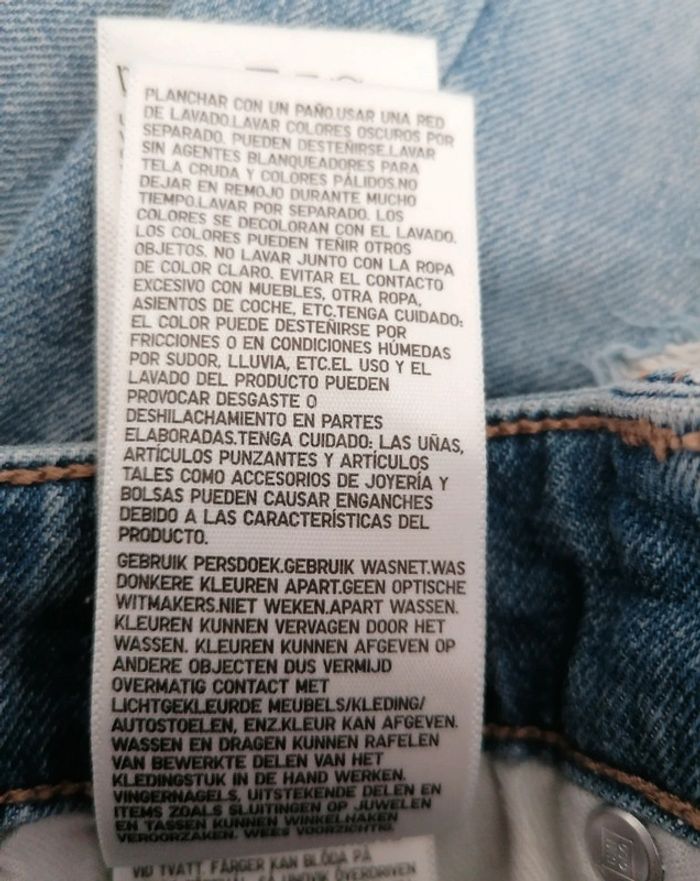 PLANCHAR CON UN PAÑO.USAR UNA RED
DE LAVADO.LAVAR COLORES OSCUROS POR
SEPARADO. PUEDEN DESTEÑIRSE.LAVAR
SIN AGENTES BLANQUEADORES PARA
TELA CRUDA Y COLORES PÁLIDOS.NO
DEJAR EN REMOJO DURANTE MUCHO
TIEMPO.LAVAR POR SEPARADO. LOS
COLORES SE DECOLORAN CON EL LAVADO.
LOS COLORES PUEDEN TEÑIR OTROS
OBJETOS. NO LAVAR JUNTO CON LA ROPA
DE COLOR CLARO. EVITAR EL CONTACTO
EXCESIVO CON MUEBLES, OTRA ROPA,
ASIENTOS DE COCHE, ETC.TENGA CUIDADO:
EL COLOR PUEDE DESTEÑIRSE POR
FRICCIONES O EN CONDICIONES HÚMEDAS
POR SUDOR, LLUVIA, ETC.EL USO Y EL
LAVADO DEL PRODUCTO PUEDEN
PROVOCAR DESGASTE O
DESHILACHAMIENTO EN PARTES
ELABORADAS.TENGA CUIDADO: LAS UÑAS,
ARTÍCULOS PUNZANTES Y ARTÍCULOS
TALES COMO ACCESORIOS DE JOYERÍA Y
BOLSAS PUEDEN CAUSAR ENGANCHES
DEBIDO A LAS CARACTERÍSTICAS DEL
PRODUCTO.
GEBRUIK PERSDOEK.GEBRUIK WASNET.WAS
DONKERE KLEUREN APART.GEEN OPTISCHE
WITMAKERS.NIET WEKEN.APART WASSEN.
KLEUREN KUNNEN VERVAGEN DOOR HET
WASSEN. KLEUREN KUNNEN AFGEVEN OP
ANDERE OBJECTEN DUS VERMIJD
OVERMATIG CONTACT MET
LICHTGEKLEURDE MEUBELS/KLEDING/
AUTOSTOELEN, ENZ.KLEUR KAN AFGEVEN.
WASSEN EN DRAGEN KUNNEN RAFELEN
VAN BEWERKTE DELEN VAN HET
KLEDINGSTUK IN DE HAND WERKEN.
VINGERNAGELS, UITSTEKENDE DELEN EN
ITEMS ZOALS SLUITINGEN OP JUWELEN
EN TASSEN KUNNEN WINKELHAKEN
VEROORZAKEN. WEES VOORZICHTIG.
VID TVÄTT. FÄRGER KAN BLÖDA PÅ
UNDVIK ÖVERDRIVEN